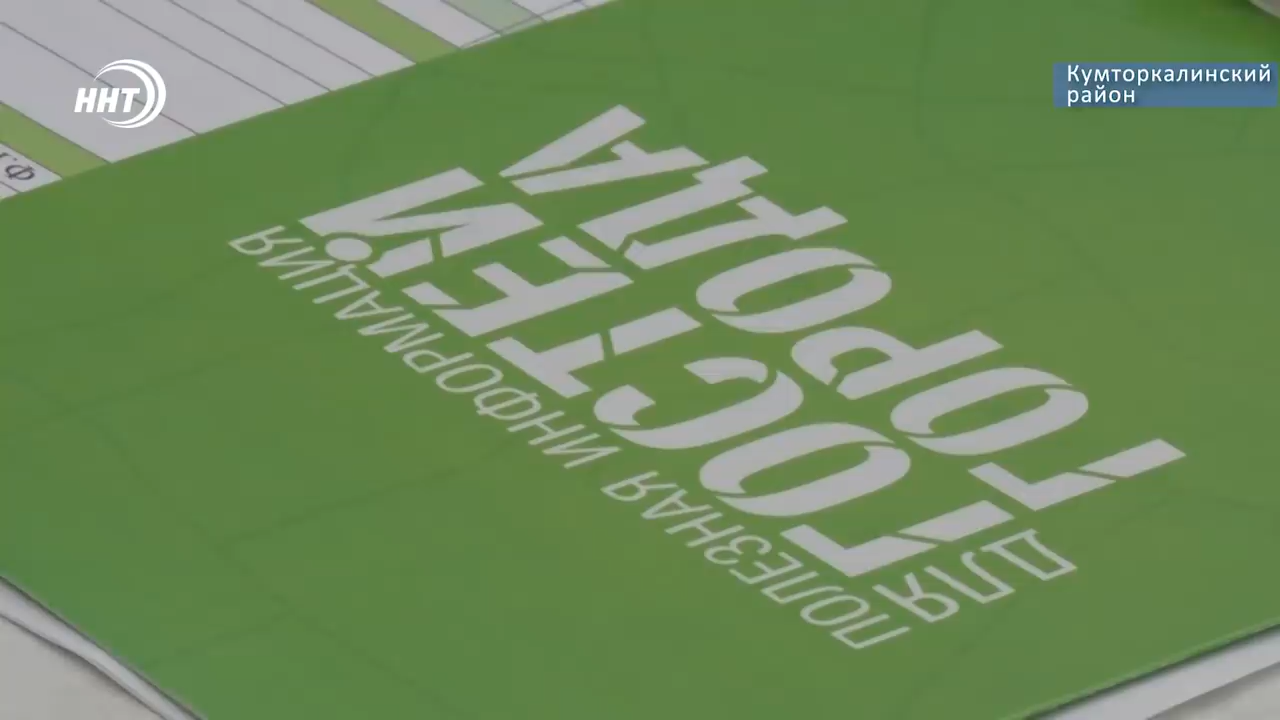 ННТ
Кумторкалинский
район
ПОЛЕЗНАЯ ИНФОРМАЦИЯ
ДЛЯ ГОСТЕЙ
ГОРОДА